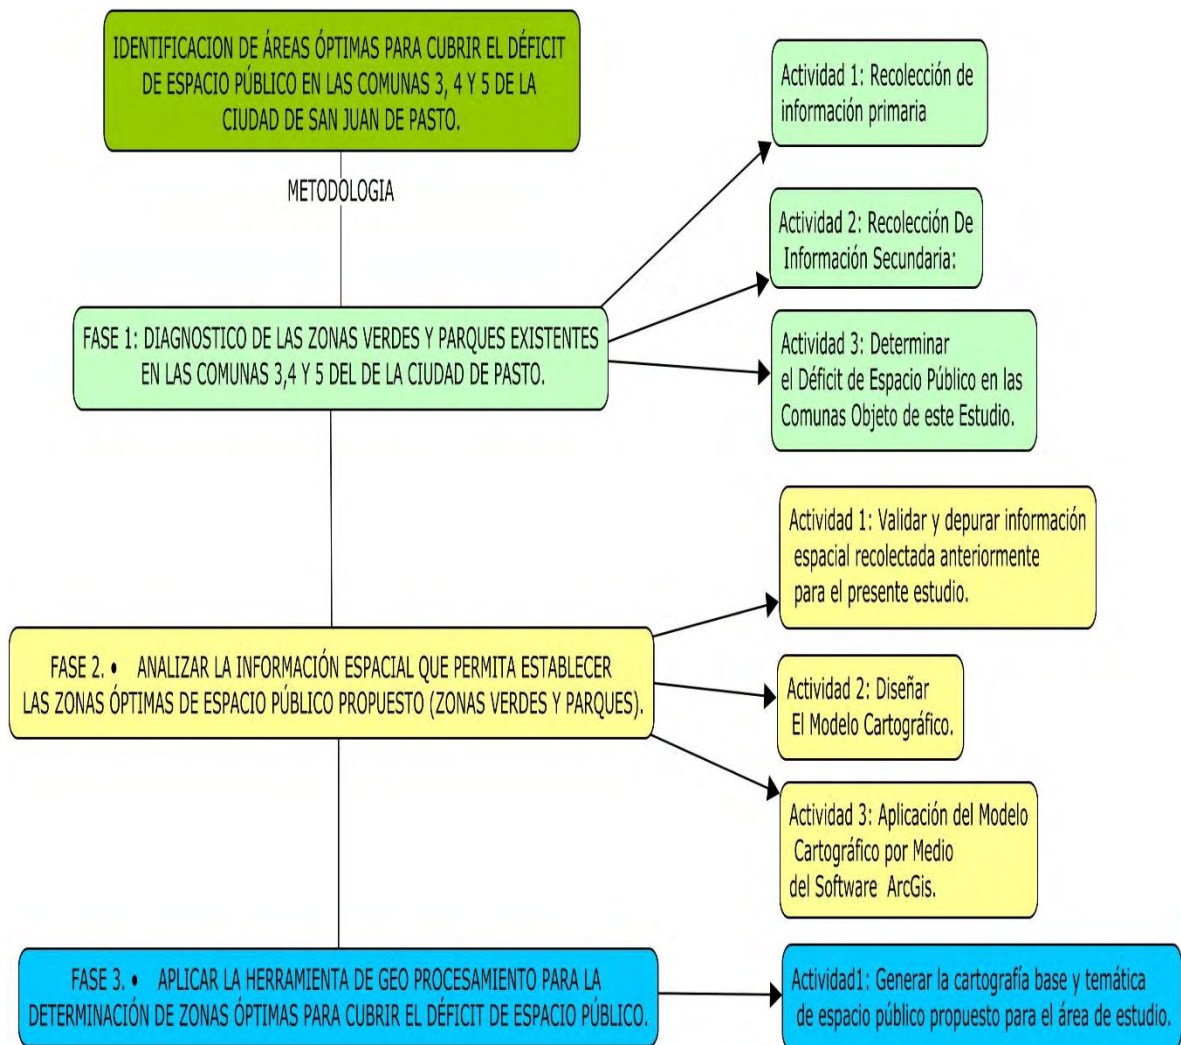 IDENTIFICACION DE ÁREAS ÓPTIMAS PARA CUBRIR EL DÉFICIT
DE ESPACIO PÚBLICO EN LAS COMUNAS 3, 4 Y 5 DE LA
CIUDAD DE SAN JUAN DE PASTO.
METODOLOGIA
FASE 1: DIAGNOSTICO DE LAS ZONAS VERDES Y PARQUES EXISTENTES
EN LAS COMUNAS 3,4 Y 5 DEL DE LA CIUDAD DE PASTO.
Actividad 1: Recolección de
información primaria
Actividad 2: Recolección De
Información Secundaria:
Actividad 3: Determinar
el Déficit de Espacio Público en las
Comunas Objeto de este Estudio.
FASE 2. • ANALIZAR LA INFORMACIÓN ESPACIAL QUE PERMITA ESTABLECER
LAS ZONAS ÓPTIMAS DE ESPACIO PÚBLICO PROPUESTO (ZONAS VERDES Y PARQUES).
Actividad 1: Validar y depurar información
espacial recolectada anteriormente
para el presente estudio.
Actividad 2: Diseñar
El Modelo Cartográfico.
Actividad 3: Aplicación del Modelo
Cartográfico por Medio
del Software ArcGis.
FASE 3. • APLICAR LA HERRAMIENTA DE GEO PROCESAMIENTO PARA LA
DETERMINACIÓN DE ZONAS ÓPTIMAS PARA CUBRIR EL DÉFICIT DE ESPACIO PÚBLICO.
Actividad1: Generar la cartografía base y temática
de espacio público propuesto para el área de estudio.